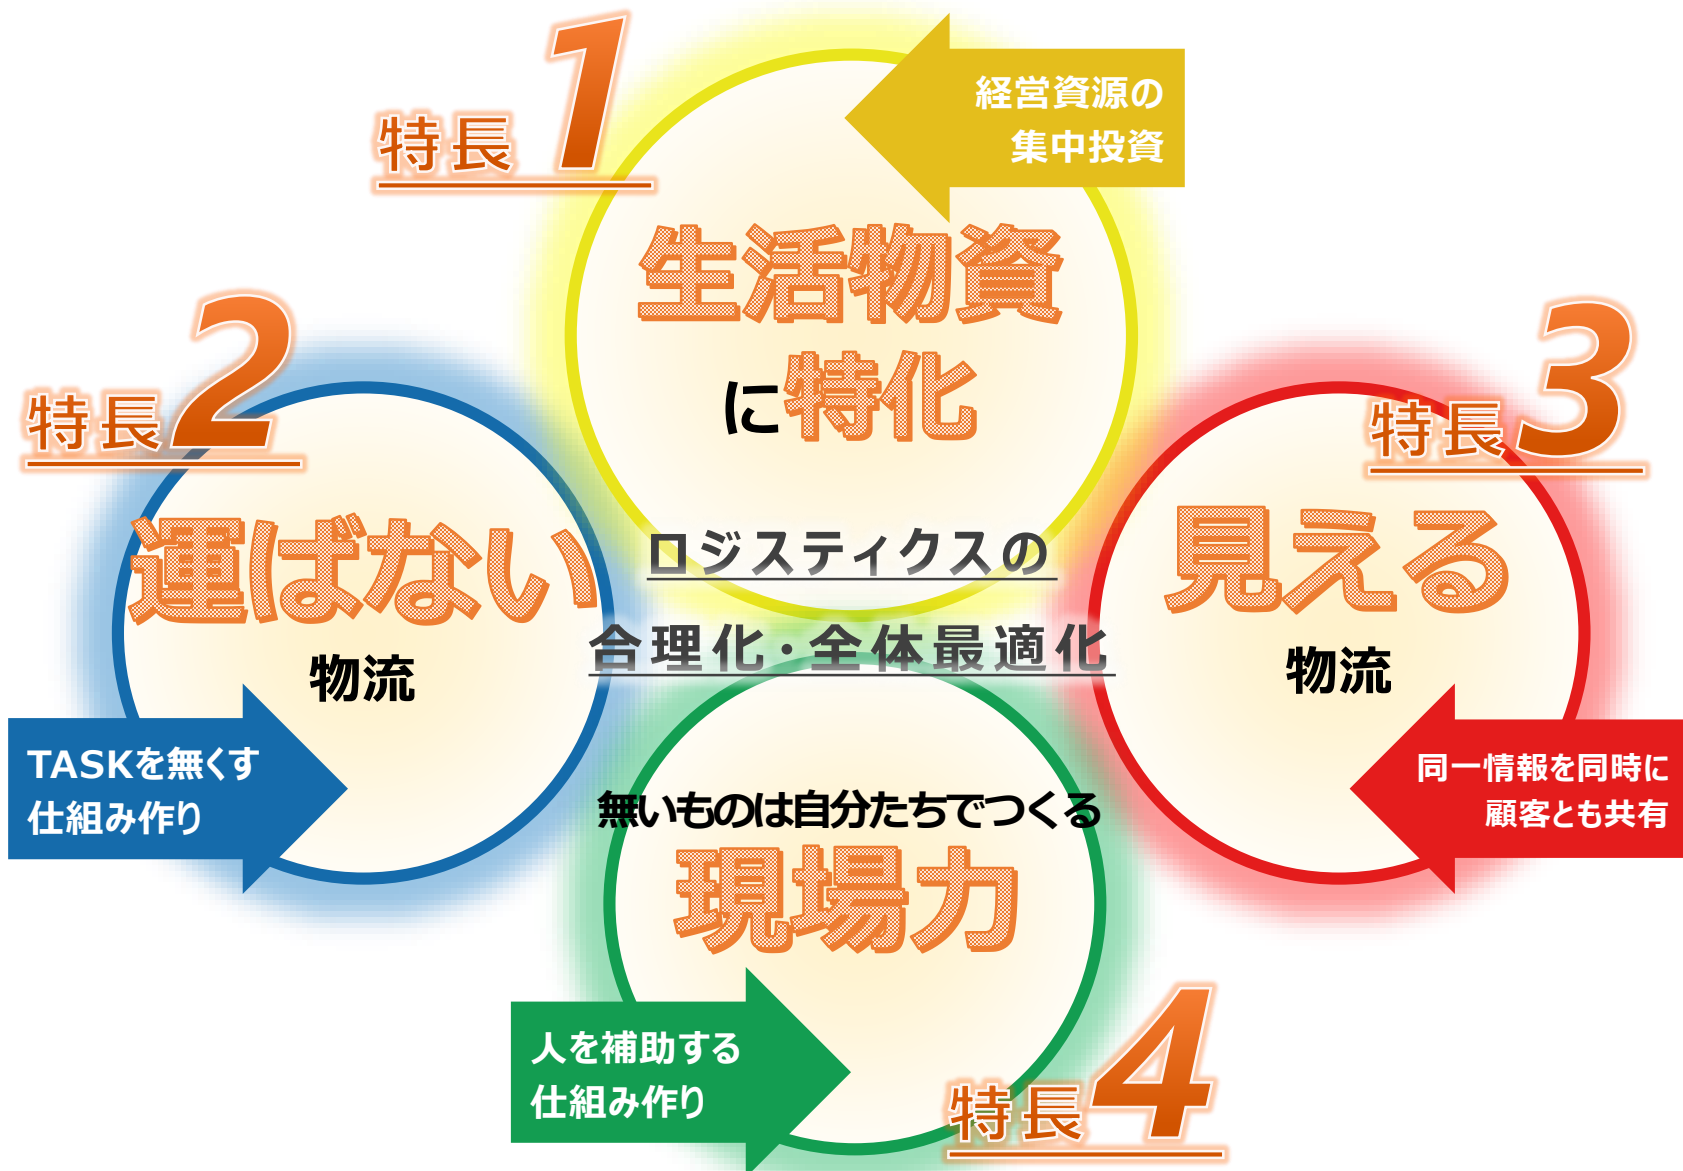 特長1
経営資源の
集中投資
生活物資
に特化
特長2
運ばない
物流
TASKを無くす
仕組み作り
特長3
見える
物流
同一情報を同時に
顧客とも共有
ロジスティクスの
合理化・全体最適化
無いものは自分たちでつくる
現場力
人を補助する
仕組み作り
特長4